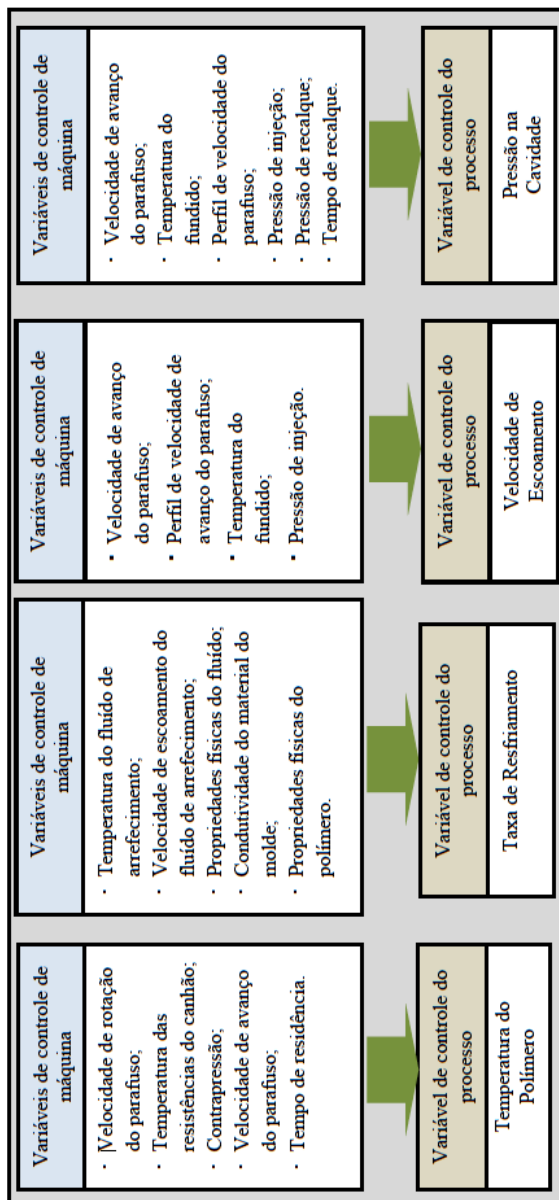 Variáveis de controle de
máquina
· Velocidade de rotação
do parafuso;
· Temperatura das
resistências do canhão;
· Contrapressão;
· Velocidade de avanço
do parafuso;
· Tempo de residência.
Variável de controle do
processo
Temperatura do
Polímero
Variáveis de controle de
máquina
· Temperatura do fluído de
arrefecimento;
· Velocidade de escoamento do
fluído de arrefecimento;
· Propriedades físicas do fluído;
· Condutividade do material do
molde;
· Propriedades físicas do
polímero.
Variável de controle do
processo
Taxa de Resfriamento
Variáveis de controle de
máquina
▪ Velocidade de avanço
do parafuso;
▪ Perfil de velocidade de
avanço do parafuso;
▪ Temperatura do
fundido;
▪ Pressão de injeção.
Variável de controle do
processo
Velocidade de
Escoamento
Variáveis de controle de
máquina
· Velocidade de avanço
do parafuso;
· Temperatura do
fundido;
· Perfil de velocidade do
parafuso;
· Pressão de injeção;
· Pressão de recalque;
· Tempo de recalque.
Variável de controle do
processo
Pressão na
Cavidade